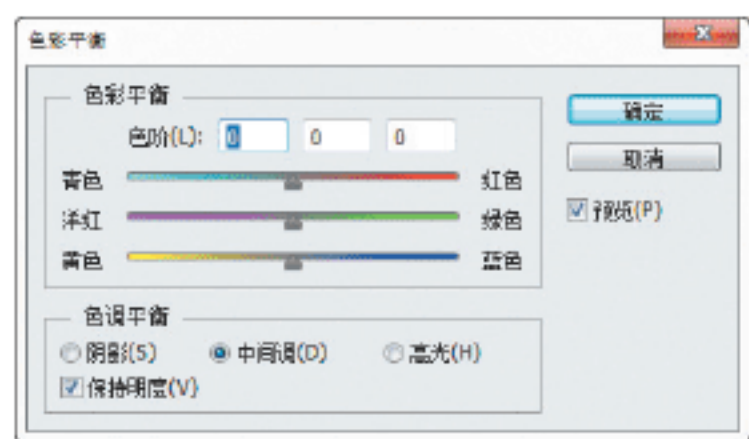 色彩平衡
色彩平衡
色阶(L): 0 0 0
确定
取消
青色 红色
预览(P)
洋红 绿色
黄色 蓝色
色调平衡
阴影(S) 中间调(D) 高光(H)
保持明度(V)